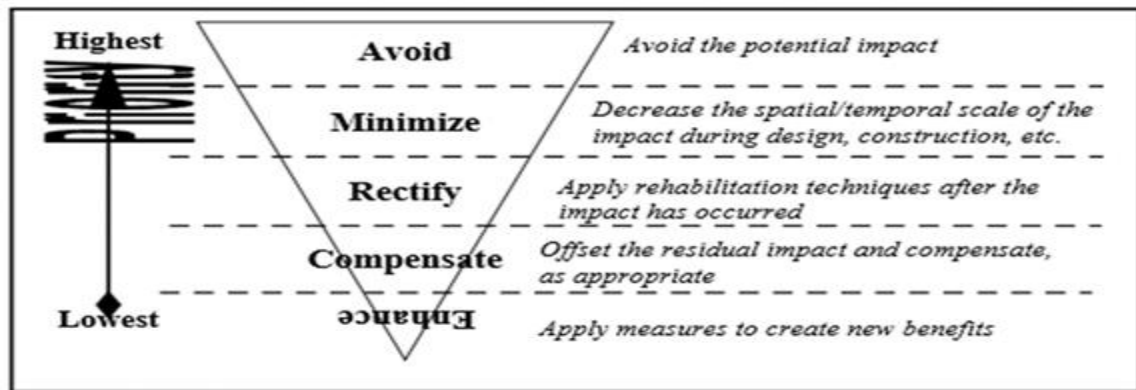 Highest
Avoid
Avoid the potential impact
Minimize
Decrease the spatial/temporal scale of the
impact during design, construction, etc.
Rectify
Apply rehabilitation techniques after the
impact has occurred
Compensate
Offset the residual impact and compensate,
as appropriate
Lowest
Enhance
Apply measures to create new benefits